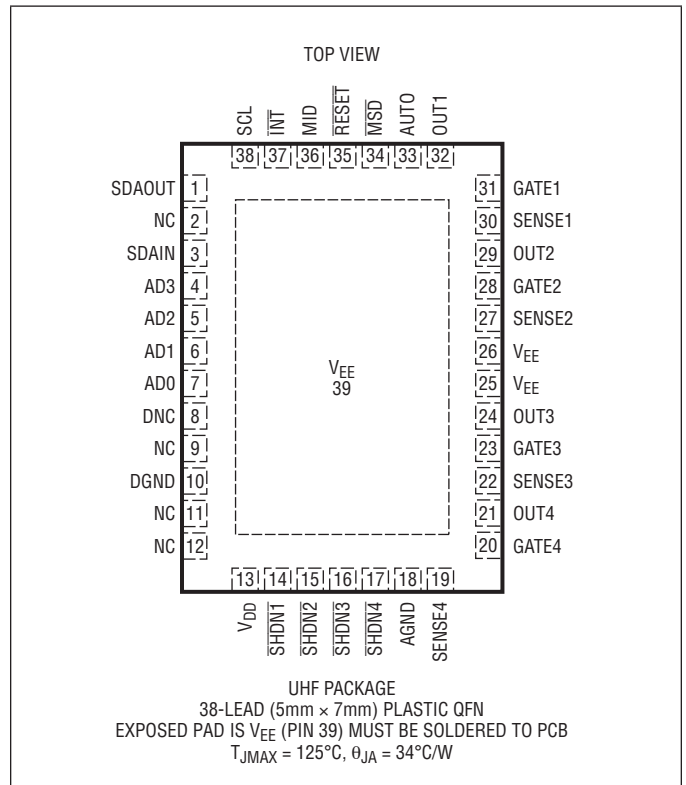 TOP VIEW
SCL
INT
MID
RESET
MSD
AUTO
OUT1
38 37 36 35 34 33 32
SDAOUT 1
NC 2
SDAIN 3
AD3 4
AD2 5
AD1 6
AD0 7
DNC 8
NC 9
DGND 10
NC 11
NC 12
VEE
39
31 GATE1
30 SENSE1
29 OUT2
28 GATE2
27 SENSE2
26 VEE
25 VEE
24 OUT3
23 GATE3
22 SENSE3
21 OUT4
20 GATE4
13 14 15 16 17 18 19
VDD
SHDN1
SHDN2
SHDN3
SHDN4
AGND
SENSE4
UHF PACKAGE
38-LEAD (5mm × 7mm) PLASTIC QFN
EXPOSED PAD IS VEE (PIN 39) MUST BE SOLDERED TO PCB
TJMAX = 125°C, θJA = 34°C/W